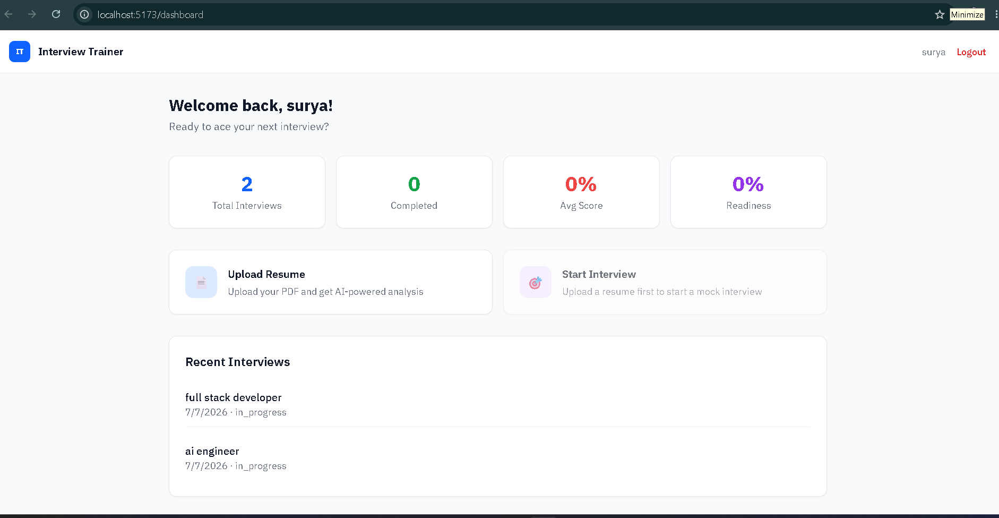 localhost:5173/dashboard
Minimize
IT
Interview Trainer
surya
Logout
Welcome back, surya!
Ready to ace your next interview?
2
Total Interviews
0
Completed
0%
Avg Score
0%
Readiness
Upload Resume
Upload your PDF and get AI-powered analysis
Start Interview
Upload a resume first to start a mock interview
Recent Interviews
full stack developer
7/7/2026 · in_progress
ai engineer
7/7/2026 · in_progress